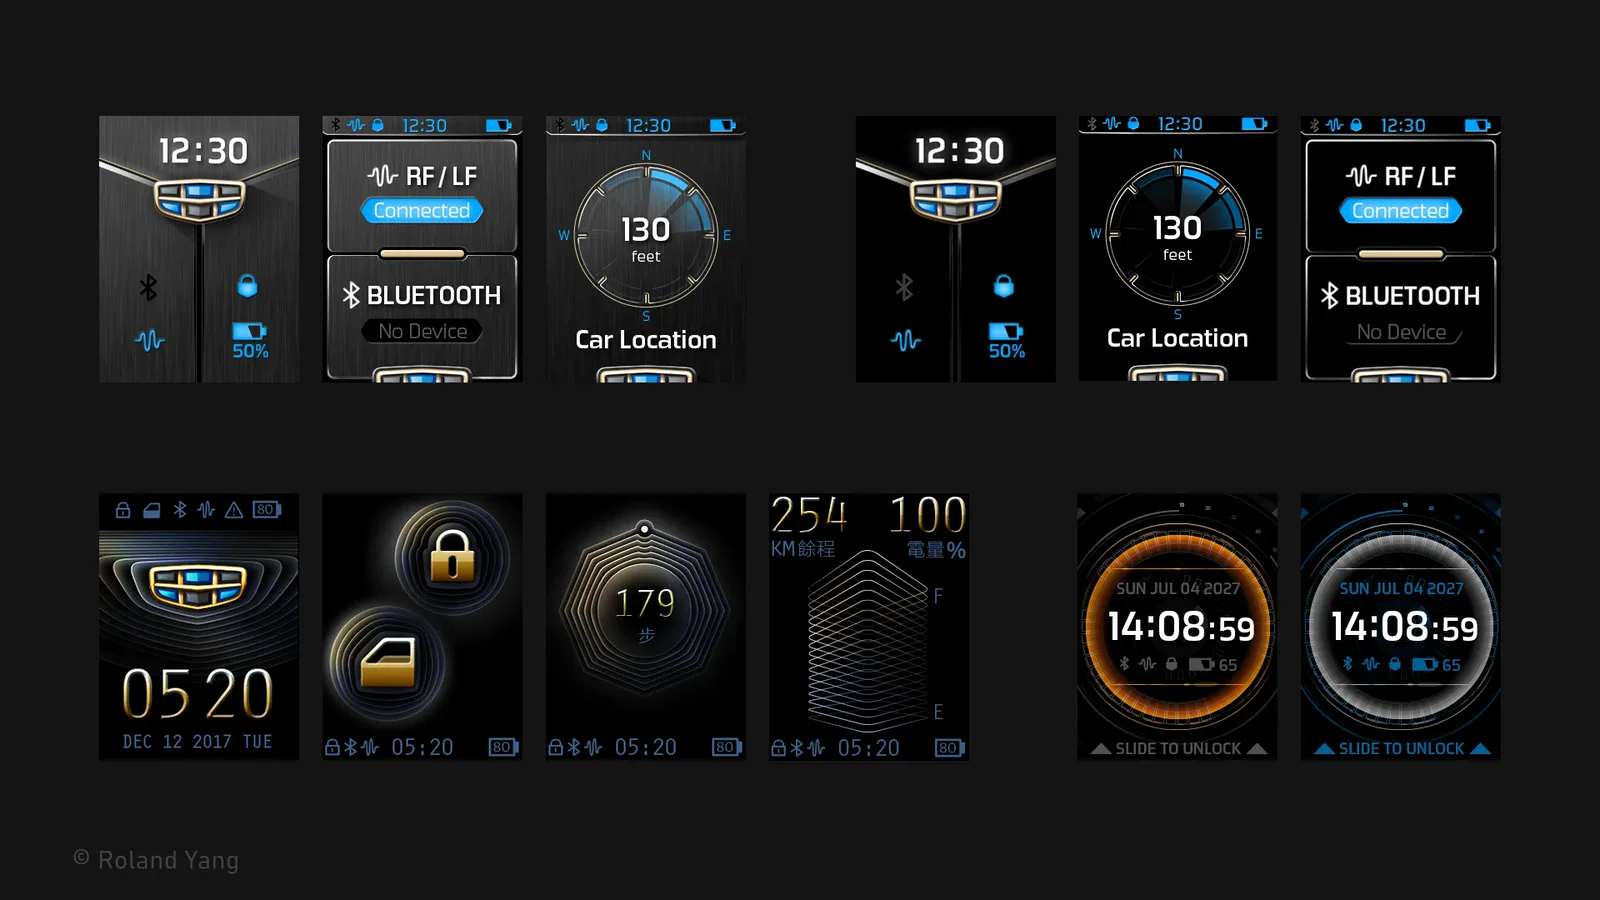 12:30
50%
12:30
RF / LF
Connected
BLUETOOTH
No Device
12:30
N
W
E
130
feet
S
Car Location
12:30
50%
12:30
N
W
E
130
feet
S
Car Location
12:30
RF / LF
Connected
BLUETOOTH
No Device
80
05 20
DEC 12 2017 TUE
05:20
80
179
步
05:20
80
254
100
KM餘程
電量%
F
E
05:20
80
SUN JUL 04 2027
14:08:59
65
SLIDE TO UNLOCK
SUN JUL 04 2027
14:08:59
65
SLIDE TO UNLOCK
© Roland Yang